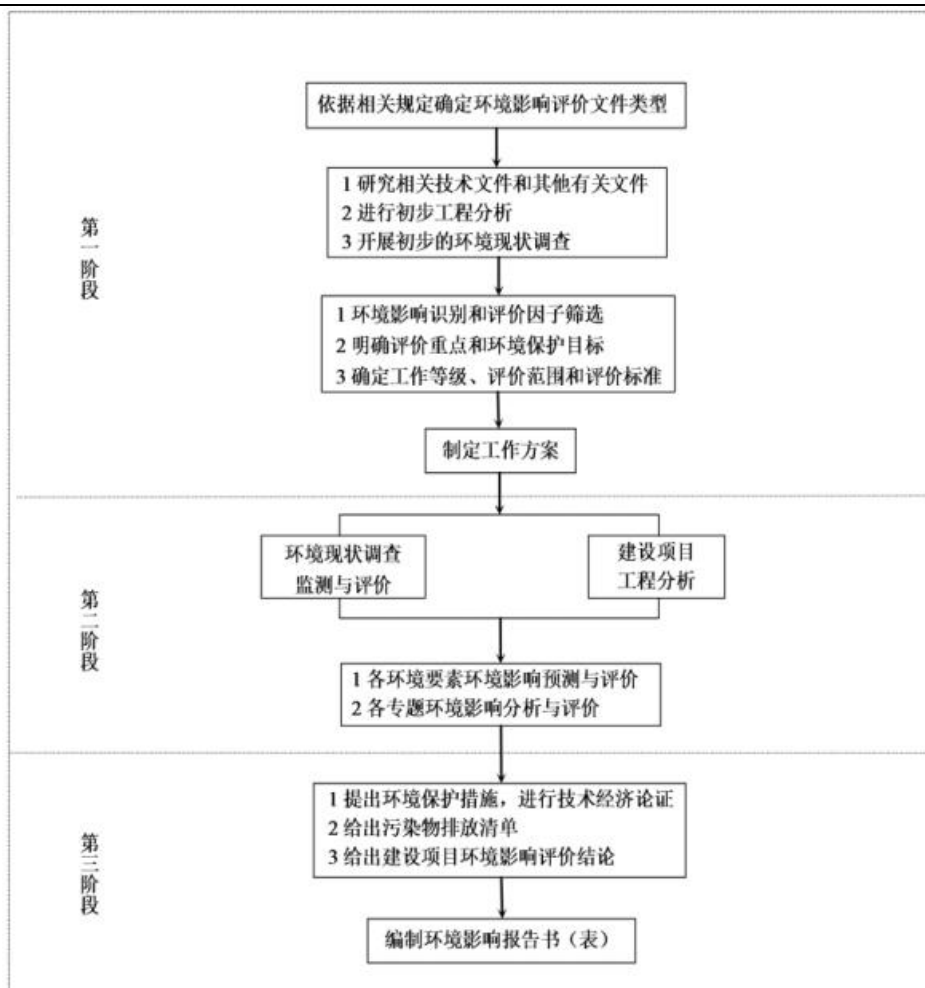 依据相关规定确定环境影响评价文件类型
1 研究相关技术文件和其他有关文件
2 进行初步工程分析
3 开展初步的环境现状调查
第一阶段
1 环境影响识别和评价因子筛选
2 明确评价重点和环境保护目标
3 确定工作等级、评价范围和评价标准
制定工作方案
环境现状调查
监测与评价
建设项目
工程分析
第二阶段
1 各环境要素环境影响预测与评价
2 各专题环境影响分析与评价
1 提出环境保护措施，进行技术经济论证
2 给出污染物排放清单
3 给出建设项目环境影响评价结论
第三阶段
编制环境影响报告书（表）